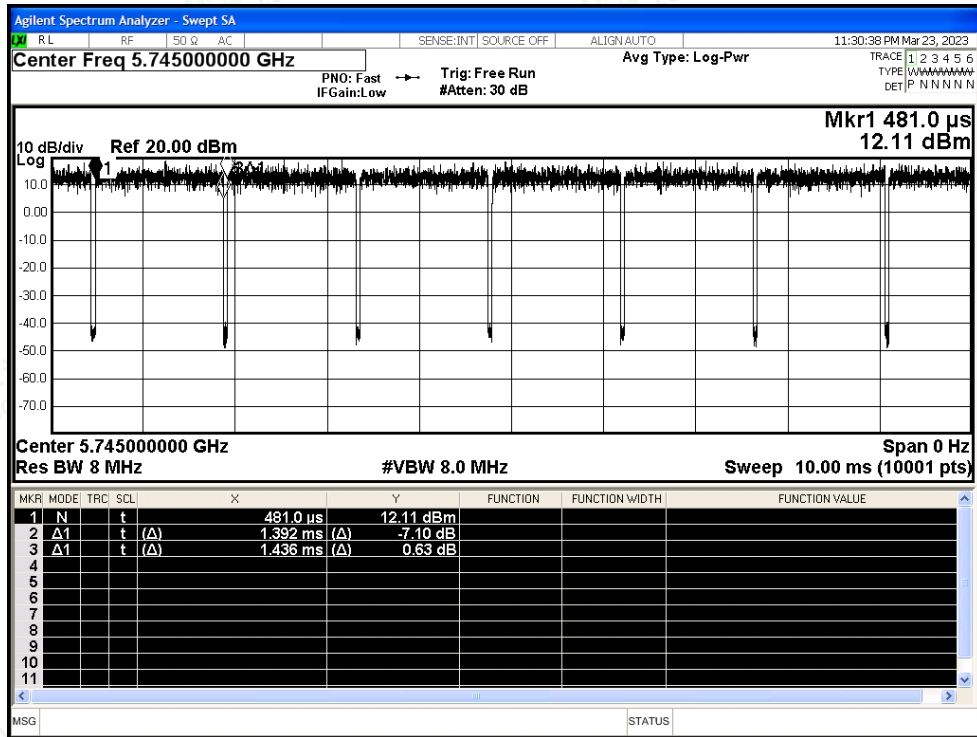 Agilent Spectrum Analyzer - Swept SA
LXI RL RF 50 Ω AC SENSE:INT SOURCE OFF ALIGN AUTO 11:30:38 PM Mar 23, 2023
Center Freq 5.745000000 GHz
PNO: Fast
IFGain:Low
Trig: Free Run
#Atten: 30 dB
Avg Type: Log-Pwr
TRACE 1 2 3 4 5 6
TYPE WWWWWW
DET P N N N N N
Mkr1 481.0 µs
12.11 dBm
10 dB/div Ref 20.00 dBm
Log
1
3Δ1
10.0
0.00
-10.0
-20.0
-30.0
-40.0
-50.0
-60.0
-70.0
Center 5.745000000 GHz Span 0 Hz
Res BW 8 MHz #VBW 8.0 MHz Sweep 10.00 ms (10001 pts)
MKR MODE TRC SCL X Y FUNCTION FUNCTION WIDTH FUNCTION VALUE
1 N t 481.0 µs 12.11 dBm
2 Δ1 t (Δ) 1.392 ms (Δ) -7.10 dB
3 Δ1 t (Δ) 1.436 ms (Δ) 0.63 dB
4
5
6
7
8
9
10
11
MSG STATUS